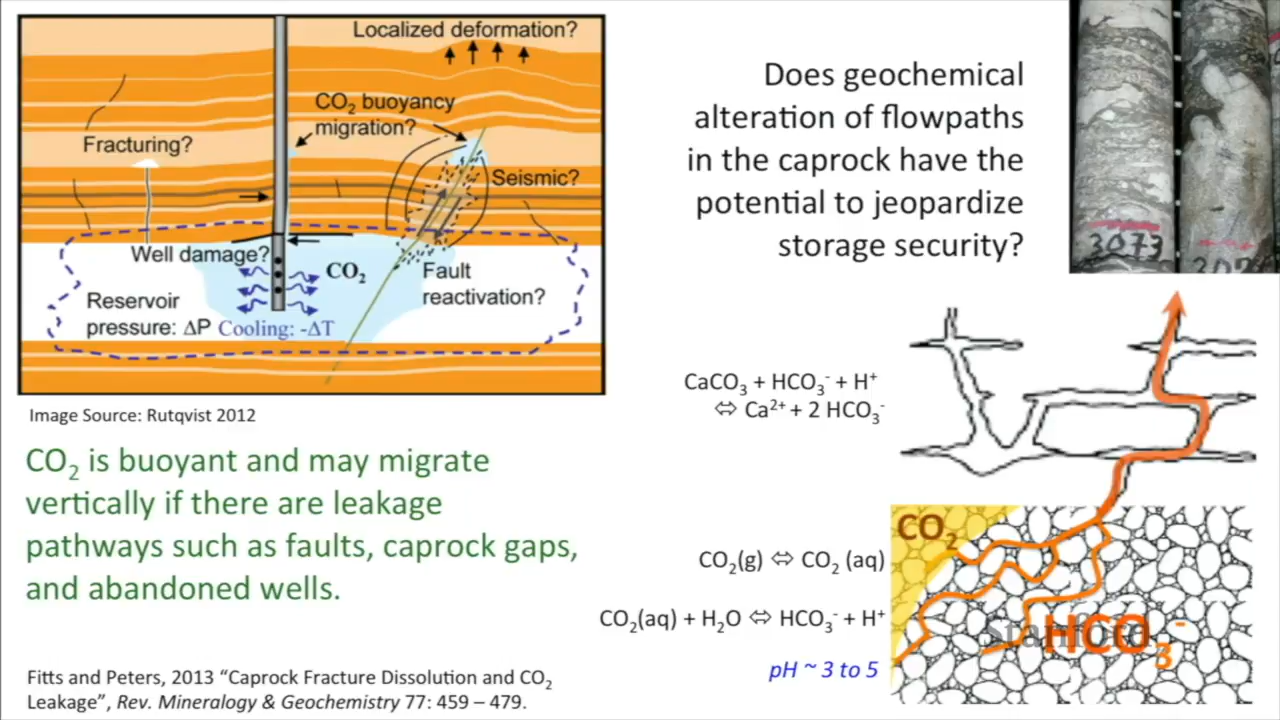 Localized deformation?
CO₂ buoyancy
migration?
Fracturing?
Seismic?
Well damage?
CO₂
Fault
reactivation?
Reservoir
pressure: ΔP
Cooling: -ΔT
Image Source: Rutqvist 2012
CO₂ is buoyant and may migrate
vertically if there are leakage
pathways such as faults, caprock gaps,
and abandoned wells.
Fitts and Peters, 2013 “Caprock Fracture Dissolution and CO₂
Leakage”, Rev. Mineralogy & Geochemistry 77: 459 – 479.
Does geochemical
alteration of flowpaths
in the caprock have the
potential to jeopardize
storage security?
3073
CaCO₃ + HCO₃⁻ + H⁺
⇔ Ca²⁺ + 2 HCO₃⁻
CO₂
CO₂(g) ⇔ CO₂ (aq)
CO₂(aq) + H₂O ⇔ HCO₃⁻ + H⁺
pH ~ 3 to 5
HCO₃⁻
Stanford